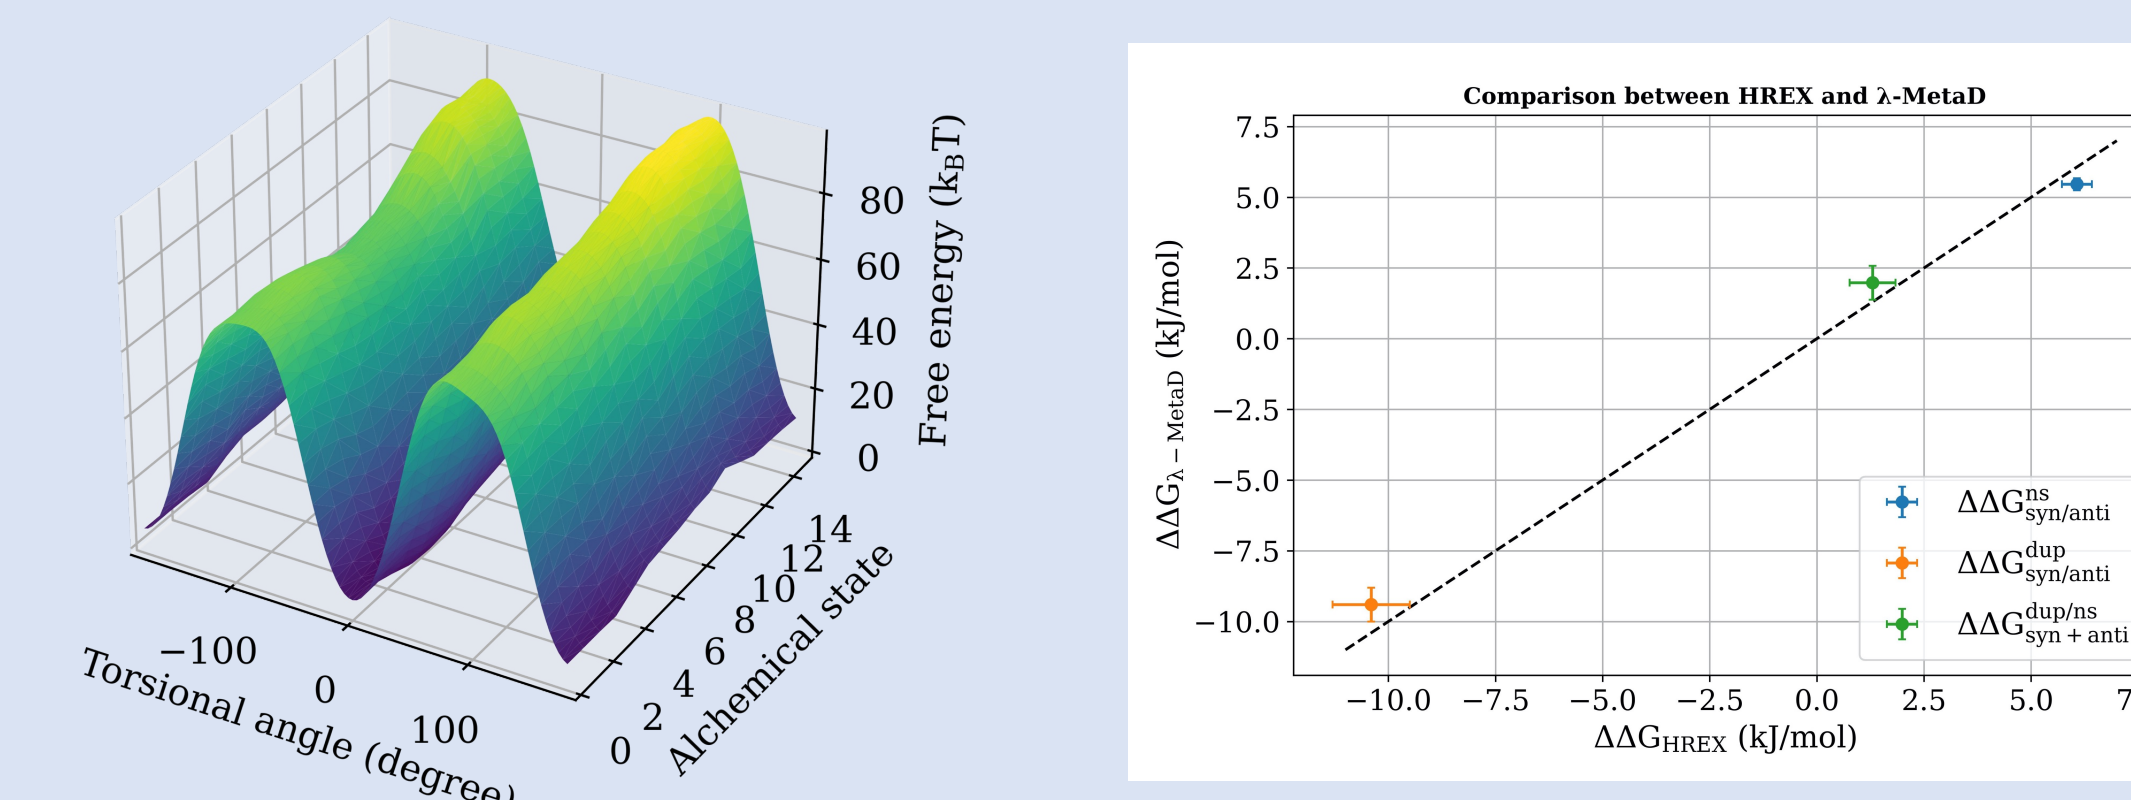 80
60
40
20
0
Free energy (k_BT)
−100
0
100
Torsional angle (degree)
0
2
4
6
8
10
12
14
Alchemical state
Comparison between HREX and λ-MetaD
7.5
5.0
2.5
0.0
−2.5
−5.0
−7.5
−10.0
ΔΔG_λ − MetaD (kJ/mol)
ΔΔG^ns_syn/anti
ΔΔG^dup_syn/anti
ΔΔG^dup/ns_syn + anti
−10.0 −7.5 −5.0 −2.5 0.0 2.5 5.0 7
ΔΔG_HREX (kJ/mol)